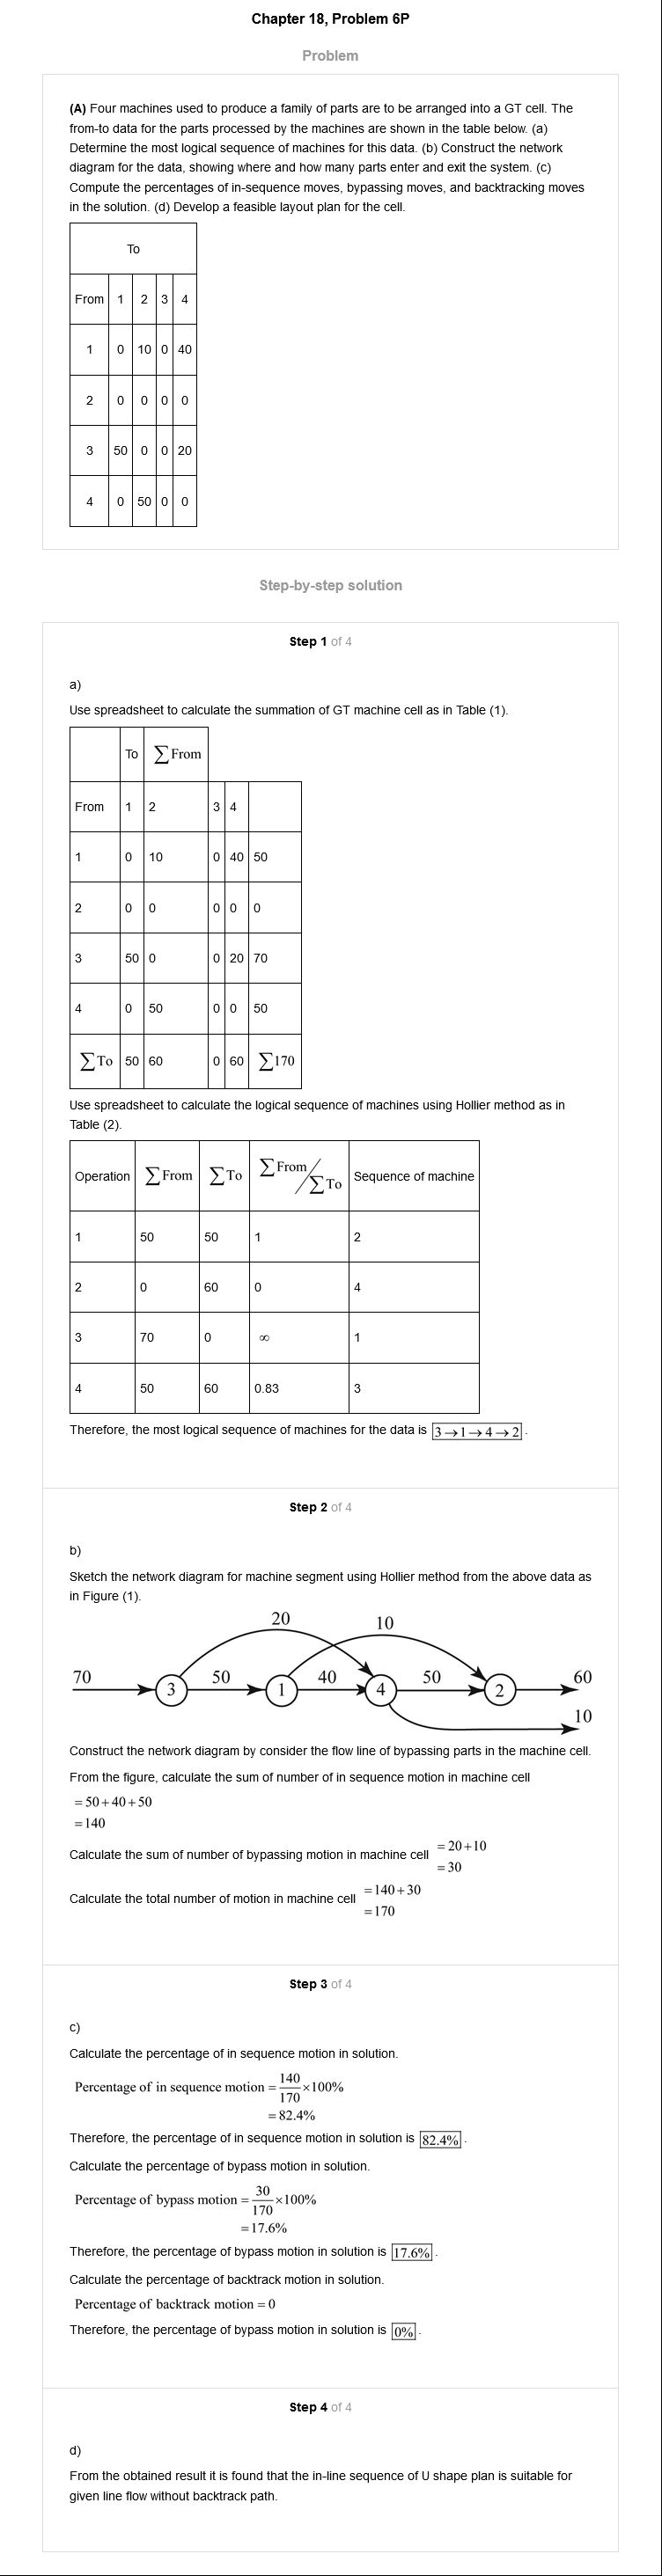 Chapter 18, Problem 6P
Problem
(A) Four machines used to produce a family of parts are to be arranged into a GT cell. The
from-to data for the parts processed by the machines are shown in the table below. (a)
Determine the most logical sequence of machines for this data. (b) Construct the network
diagram for the data, showing where and how many parts enter and exit the system. (c)
Compute the percentages of in-sequence moves, bypassing moves, and backtracking moves
in the solution. (d) Develop a feasible layout plan for the cell.
To
From 1 2 3 4
1 0 10 0 40
2 0 0 0 0
3 50 0 0 20
4 0 50 0 0
Step-by-step solution
Step 1 of 4
a)
Use spreadsheet to calculate the summation of GT machine cell as in Table (1).
To ∑From
From 1 2 3 4
1 0 10 0 40 50
2 0 0 0 0 0
3 50 0 0 20 70
4 0 50 0 0 50
∑To 50 60 0 60 ∑170
Use spreadsheet to calculate the logical sequence of machines using Hollier method as in
Table (2).
Operation ∑From ∑To ∑From/∑To Sequence of machine
1 50 50 1 2
2 0 60 0 4
3 70 0 ∞ 1
4 50 60 0.83 3
Therefore, the most logical sequence of machines for the data is 3→1→4→2.
Step 2 of 4
b)
Sketch the network diagram for machine segment using Hollier method from the above data as
in Figure (1).
20 10
70 50 40 50 60
3 1 4 2
10
Construct the network diagram by consider the flow line of bypassing parts in the machine cell.
From the figure, calculate the sum of number of in sequence motion in machine cell
=50+40+50
=140
Calculate the sum of number of bypassing motion in machine cell =20+10
=30
Calculate the total number of motion in machine cell =140+30
=170
Step 3 of 4
c)
Calculate the percentage of in sequence motion in solution.
Percentage of in sequence motion = 140/170 ×100%
=82.4%
Therefore, the percentage of in sequence motion in solution is 82.4%.
Calculate the percentage of bypass motion in solution.
Percentage of bypass motion = 30/170 ×100%
=17.6%
Therefore, the percentage of bypass motion in solution is 17.6%.
Calculate the percentage of backtrack motion in solution.
Percentage of backtrack motion = 0
Therefore, the percentage of bypass motion in solution is 0%.
Step 4 of 4
d)
From the obtained result it is found that the in-line sequence of U shape plan is suitable for
given line flow without backtrack path.